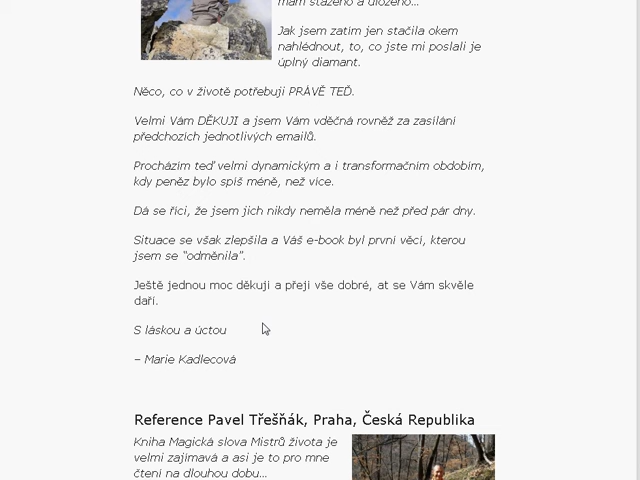 mám staženo a uloženo…
Jak jsem zatím jen stačila okem
nahlédnout, to, co jste mi poslali je
úplný diamant.
Něco, co v životě potřebuji PRÁVĚ TEĎ.
Velmi Vám DĚKUJI a jsem Vám vděčná rovněž za zasílání
předchozích jednotlivých emailů.
Procházím teď velmi dynamickým a i transformačním obdobím,
kdy peněz bylo spíš méně, než více.
Dá se říci, že jsem jich nikdy neměla méně než před pár dny.
Situace se však zlepšila a Váš e-book byl první věcí, kterou
jsem se “odměnila”.
Ještě jednou moc děkuji a přeji vše dobré, at se Vám skvěle
daří.
S láskou a úctou
– Marie Kadlecová
Reference Pavel Třešňák, Praha, Česká Republika
Kniha Magická slova Mistrů života je
velmi zajímavá a asi je to pro mne
čtení na dlouhou dobu…